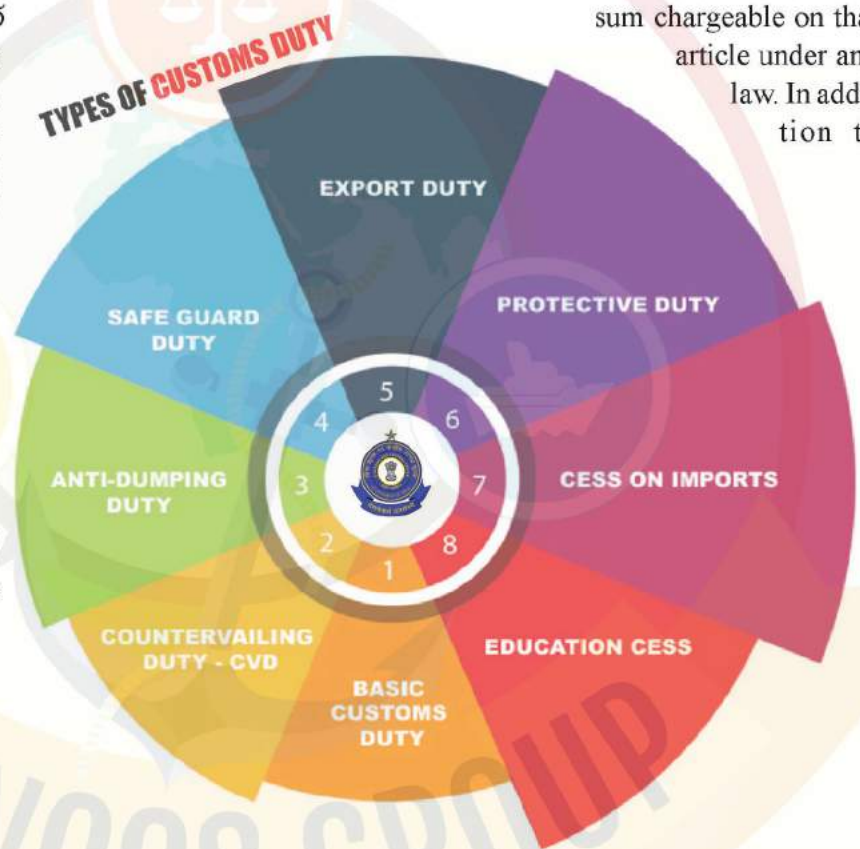 sum chargeable on tha
article under an
law. In add
tion t
TYPES OF CUSTOMS DUTY
EXPORT DUTY
PROTECTIVE DUTY
CESS ON IMPORTS
EDUCATION CESS
BASIC
CUSTOMS
DUTY
COUNTERVAILING
DUTY - CVD
ANTI-DUMPING
DUTY
SAFE GUARD
DUTY
5
6
7
8
1
2
3
4
GROUP